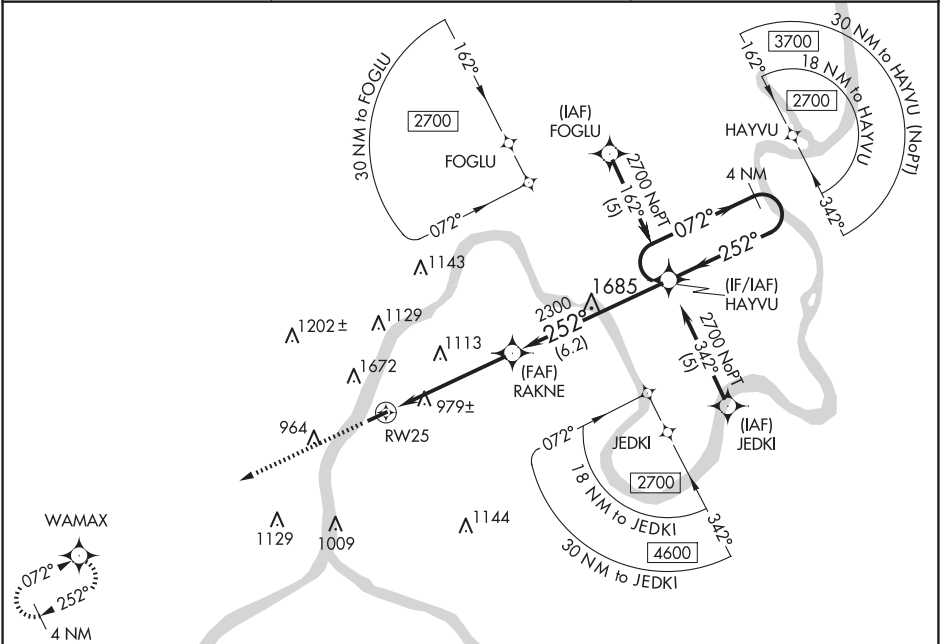 30 NM to FOGLU
162°
2700
FOGLU
072°
(IAF)
FOGLU
2700 NoPT
162°
(5)
4 NM
072°
252°
(IF/IAF)
HAYVU
30 NM to HAYVU (NoPT)
3700
18 NM to HAYVU
2700
162°
HAYVU
342°
1143
1202 ±
1129
1672
1113
979±
964
1129
1009
1144
1685
2300
252°
(6.2)
(FAF)
RAKNE
RW25
2700 NoPT
342°
(5)
(IAF)
JEDKI
072°
JEDKI
2700
18 NM to JEDKI
342°
4600
30 NM to JEDKI
WAMAX
072°
252°
4 NM